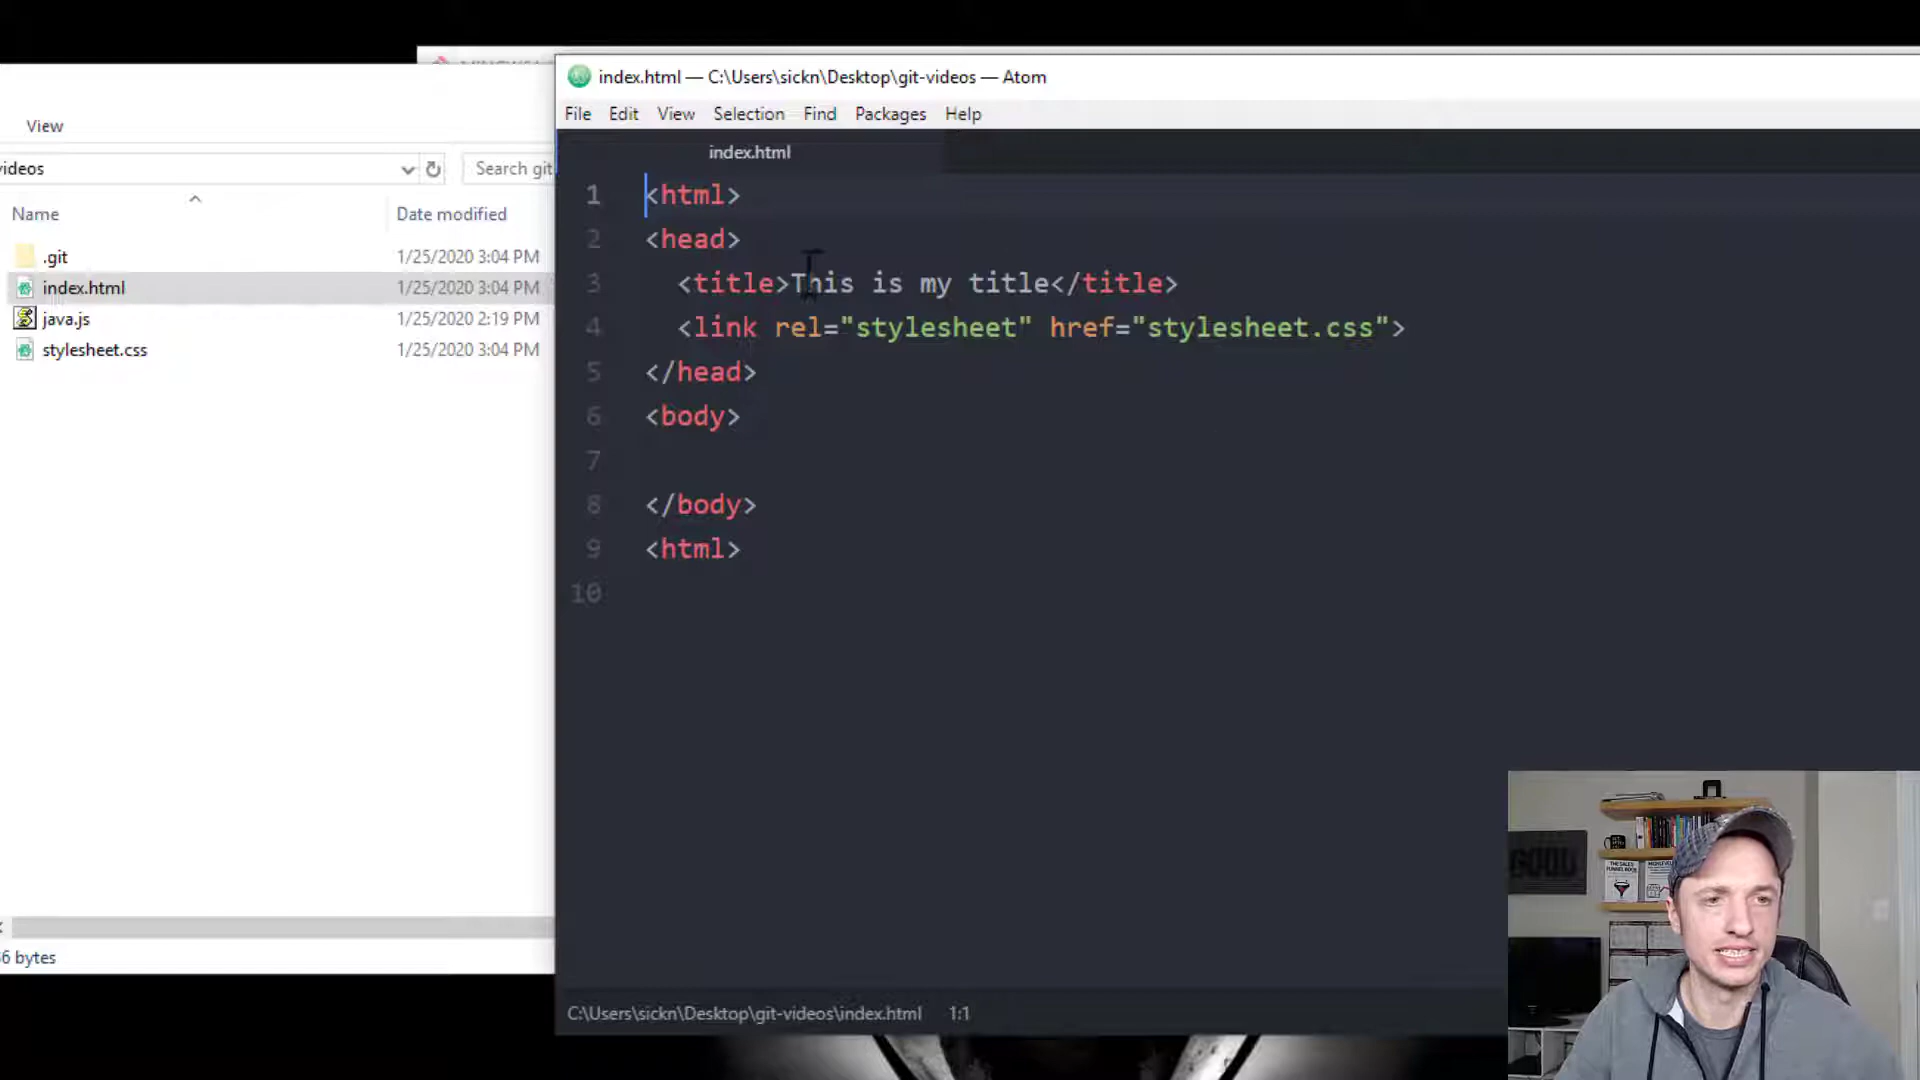 index.html — C:\Users\sickn\Desktop\git-videos — Atom
File Edit View Selection Find Packages Help
View
index.html
videos
Search git
Name
Date modified
.git 1/25/2020 3:04 PM
index.html 1/25/2020 3:04 PM
java.js 1/25/2020 2:19 PM
stylesheet.css 1/25/2020 3:04 PM
6 bytes
1 <html>
2 <head>
3 <title>This is my title</title>
4 <link rel="stylesheet" href="stylesheet.css">
5 </head>
6 <body>
7
8 </body>
9 <html>
10
C:\Users\sickn\Desktop\git-videos\index.html 1:1
GOOD